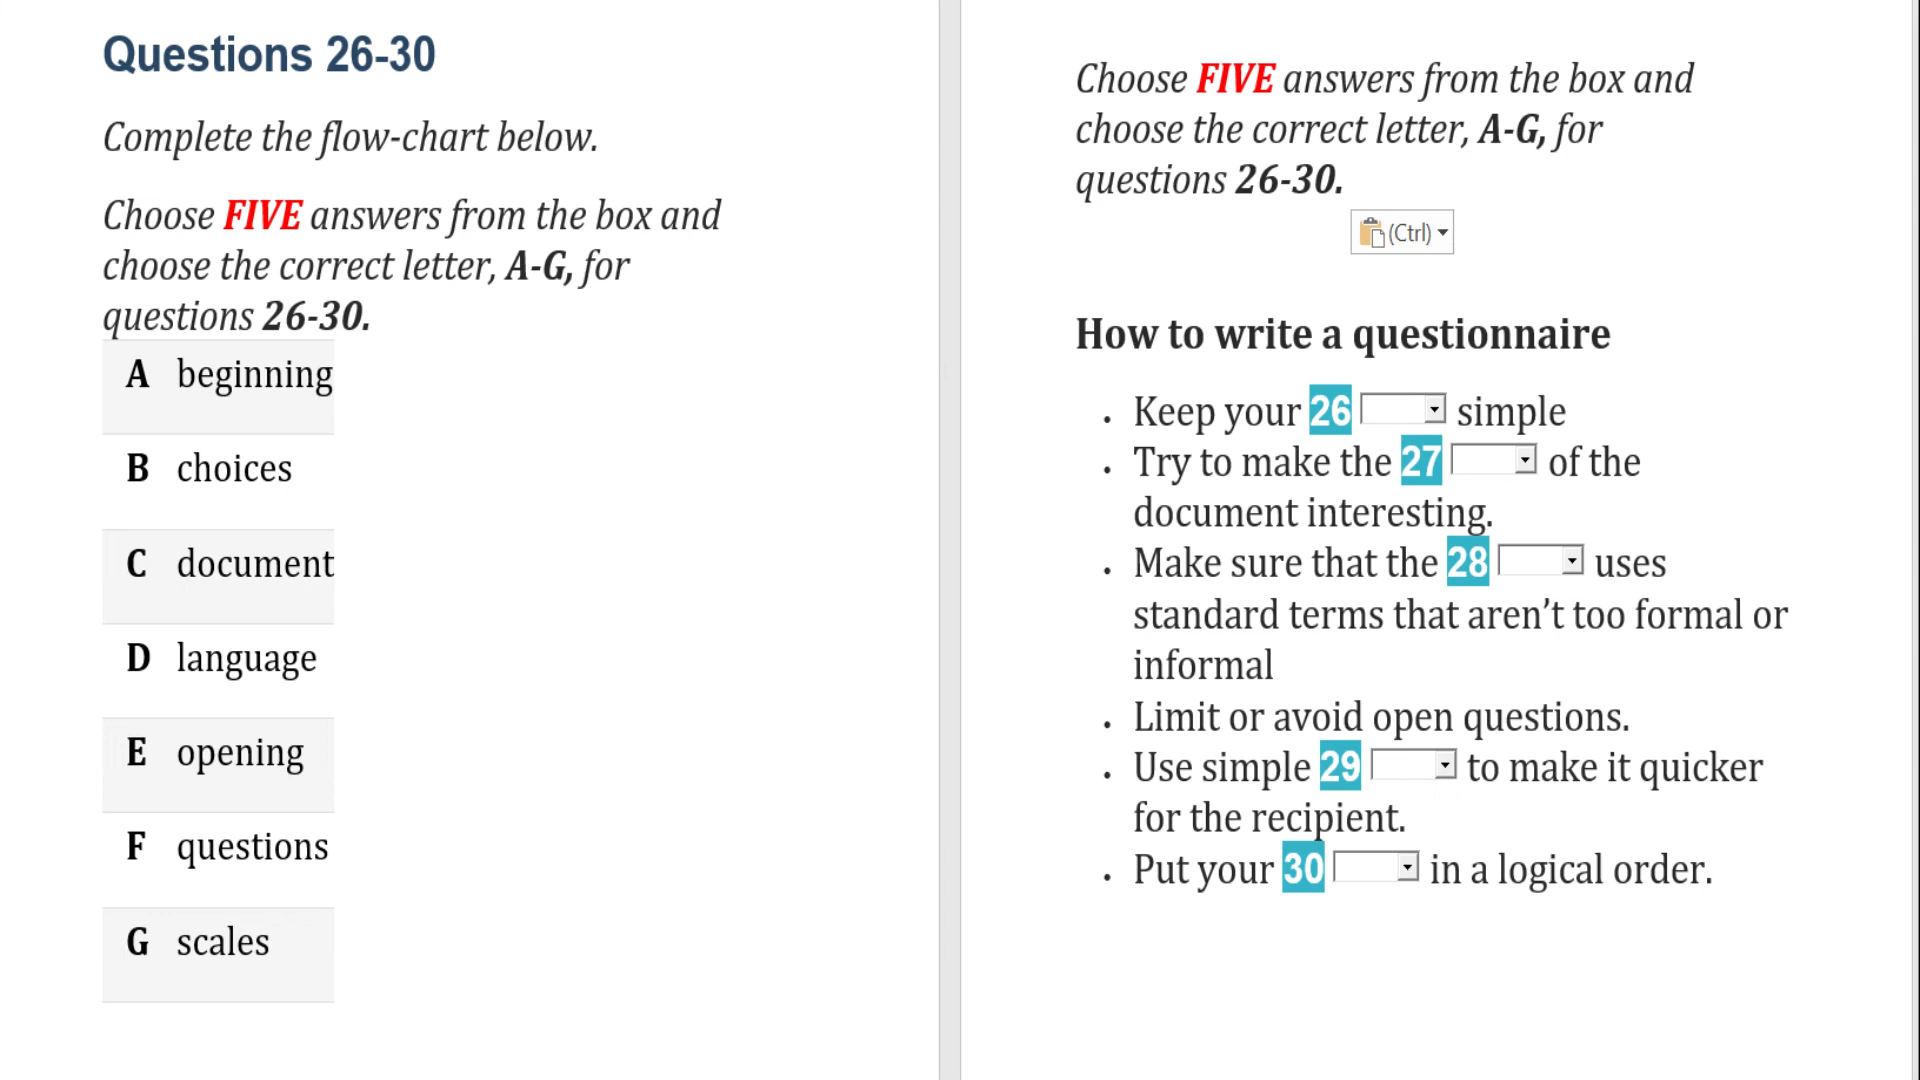 Questions 26-30
Complete the flow-chart below.
Choose FIVE answers from the box and
choose the correct letter, A-G, for
questions 26-30.
A beginning
B choices
C document
D language
E opening
F questions
G scales
Choose FIVE answers from the box and
choose the correct letter, A-G, for
questions 26-30.
(Ctrl)
How to write a questionnaire
• Keep your 26 simple
• Try to make the 27 of the
document interesting.
• Make sure that the 28 uses
standard terms that aren’t too formal or
informal
• Limit or avoid open questions.
• Use simple 29 to make it quicker
for the recipient.
• Put your 30 in a logical order.